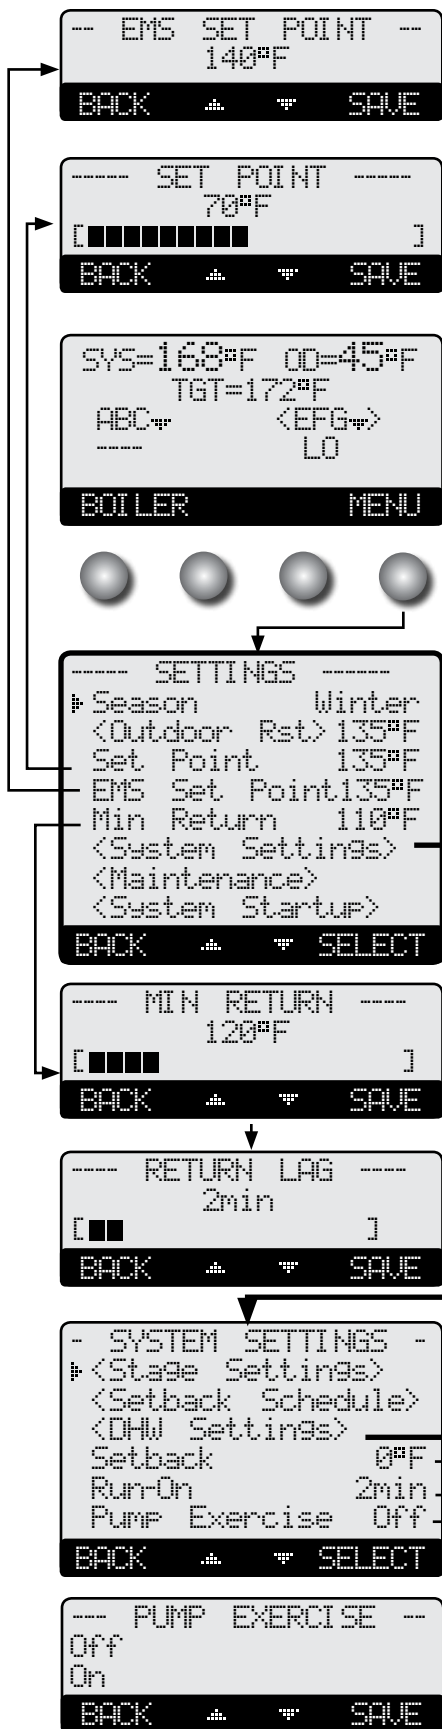 -- EMS SET POINT --
140°F
BACK ▲ ▼ SAVE
----- SET POINT -----
70°F
[█████████ ]
BACK ▲ ▼ SAVE
SYS=168°F OD=45°F
TGT=172°F
ABC▼ <EFG▼>
---- LO
BOILER MENU
----- SETTINGS -----
Season Winter
<Outdoor Rst> 135°F
Set Point 135°F
EMS Set Point135°F
Min Return 110°F
<System Settings>
<Maintenance>
<System Startup>
BACK ▲ ▼ SELECT
---- MIN RETURN ----
120°F
[████ ]
BACK ▲ ▼ SAVE
---- RETURN LAG ----
2min
[██ ]
BACK ▲ ▼ SAVE
- SYSTEM SETTINGS -
<Stage Settings>
<Setback Schedule>
<DHW Settings>
Setback 0°F
Run-On 2min
Pump Exercise Off
BACK ▲ ▼ SELECT
--- PUMP EXERCISE --
Off
On
BACK ▲ ▼ SAVE